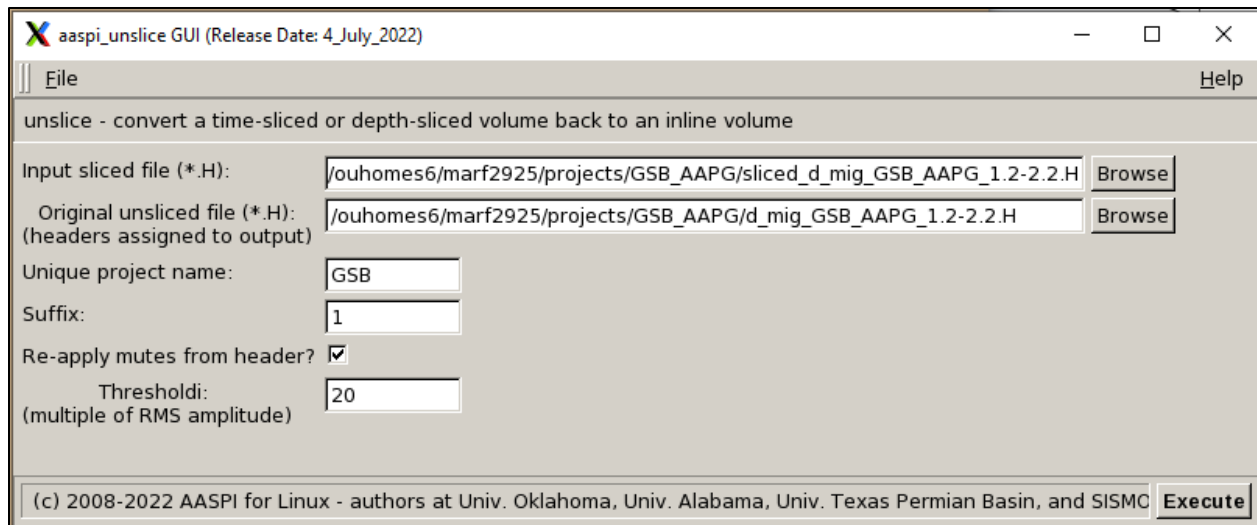 aaspi_unslice GUI (Release Date: 4_July_2022)
File Help
unslice - convert a time-sliced or depth-sliced volume back to an inline volume
Input sliced file (*.H): /ouhomes6/marf2925/projects/GSB_AAPG/sliced_d_mig_GSB_AAPG_1.2-2.2.H Browse
Original unsliced file (*.H): /ouhomes6/marf2925/projects/GSB_AAPG/d_mig_GSB_AAPG_1.2-2.2.H Browse
(headers assigned to output)
Unique project name: GSB
Suffix: 1
Re-apply mutes from header?
Thresholdi: 20
(multiple of RMS amplitude)
(c) 2008-2022 AASPI for Linux - authors at Univ. Oklahoma, Univ. Alabama, Univ. Texas Permian Basin, and SISMO Execute